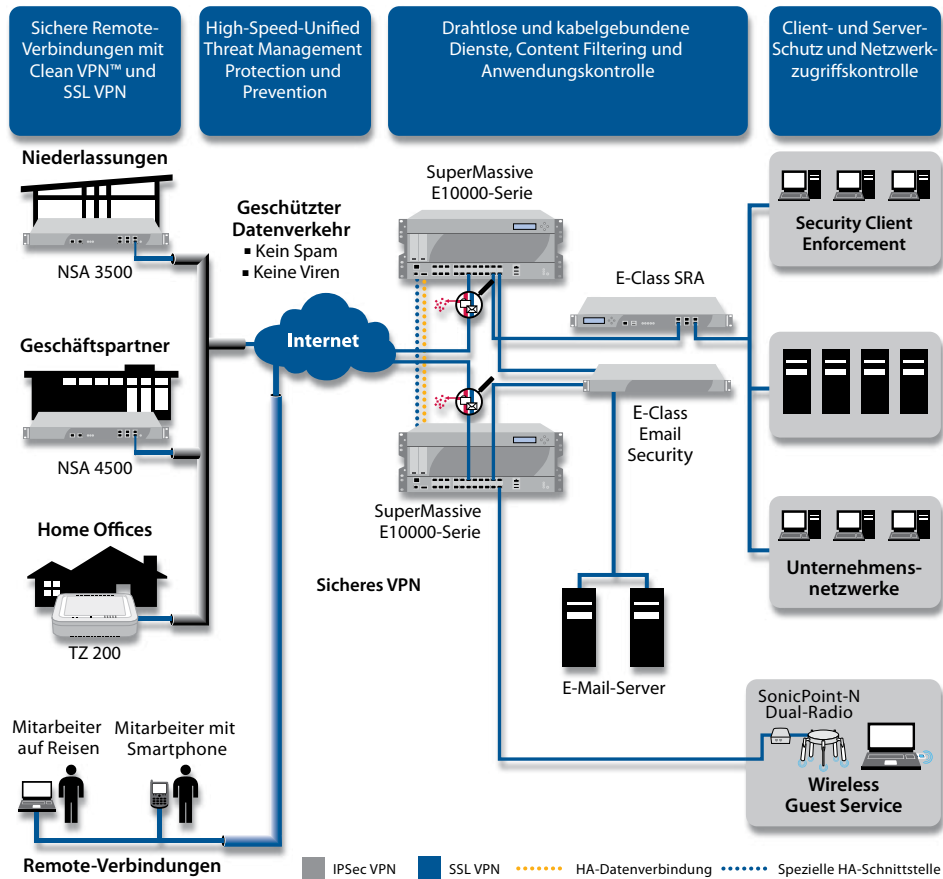 Sichere Remote-
Verbindungen mit
Clean VPN™ und
SSL VPN
High-Speed-Unified
Threat Management
Protection und
Prevention
Drahtlose und kabelgebundene
Dienste, Content Filtering und
Anwendungskontrolle
Client- und Server-
Schutz und Netzwerk-
zugriffskontrolle
Niederlassungen
NSA 3500
Geschäftspartner
NSA 4500
Home Offices
TZ 200
Mitarbeiter
auf Reisen
Mitarbeiter mit
Smartphone
Remote-Verbindungen
Geschützter
Datenverkehr
▪ Kein Spam
▪ Keine Viren
Internet
Sicheres VPN
SuperMassive
E10000-Serie
SuperMassive
E10000-Serie
E-Class SRA
E-Class
Email
Security
E-Mail-Server
Security Client
Enforcement
Unternehmens-
netzwerke
SonicPoint-N
Dual-Radio
Wireless
Guest Service
IPSec VPN
SSL VPN
HA-Datenverbindung
Spezielle HA-Schnittstelle